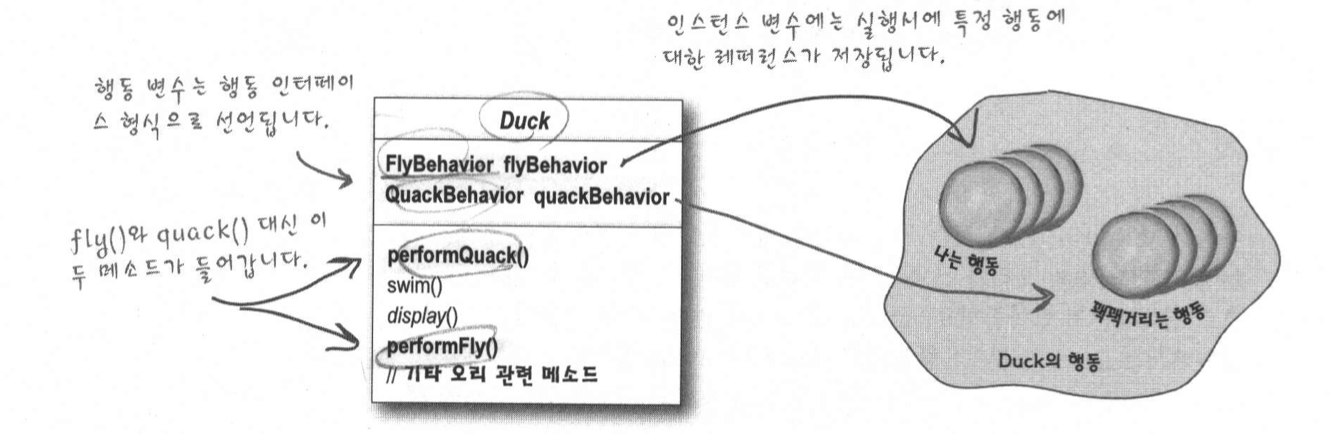 인스턴스 변수에는 실행시에 특정 행동에
대한 레퍼런스가 저장됩니다.
행동 변수는 행동 인터페이
스 형식으로 선언됩니다.
Duck
FlyBehavior flyBehavior
QuackBehavior quackBehavior
fly()와 quack() 대신 이
두 메소드가 들어갑니다.
performQuack()
swim()
display()
performFly()
// 기타 오리 관련 메소드
나는 행동
꽥꽥거리는 행동
Duck의 행동